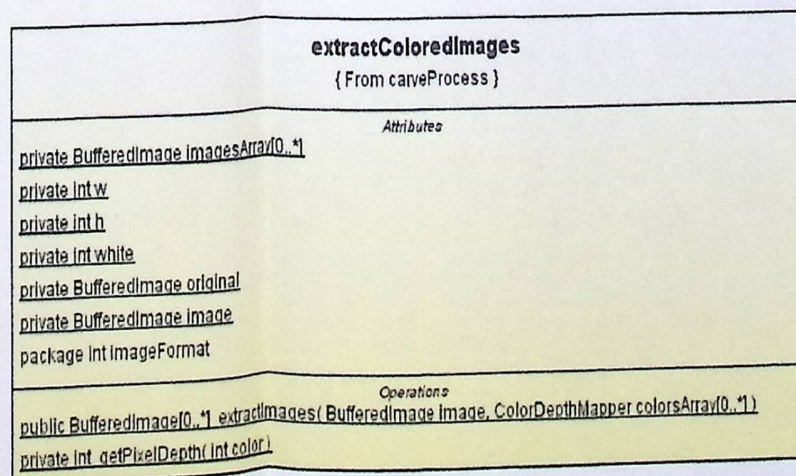 extractColoredImages
{ From carveProcess }
Attributes
private BufferedImage imagesArray[0..*]
private int w
private int h
private int white
private BufferedImage original
private BufferedImage image
package int imageFormat
Operations
public BufferedImage[0..*] extractImages( BufferedImage image, ColorDepthMapper colorsArray[0..*] )
private int getPixelDepth( int color )